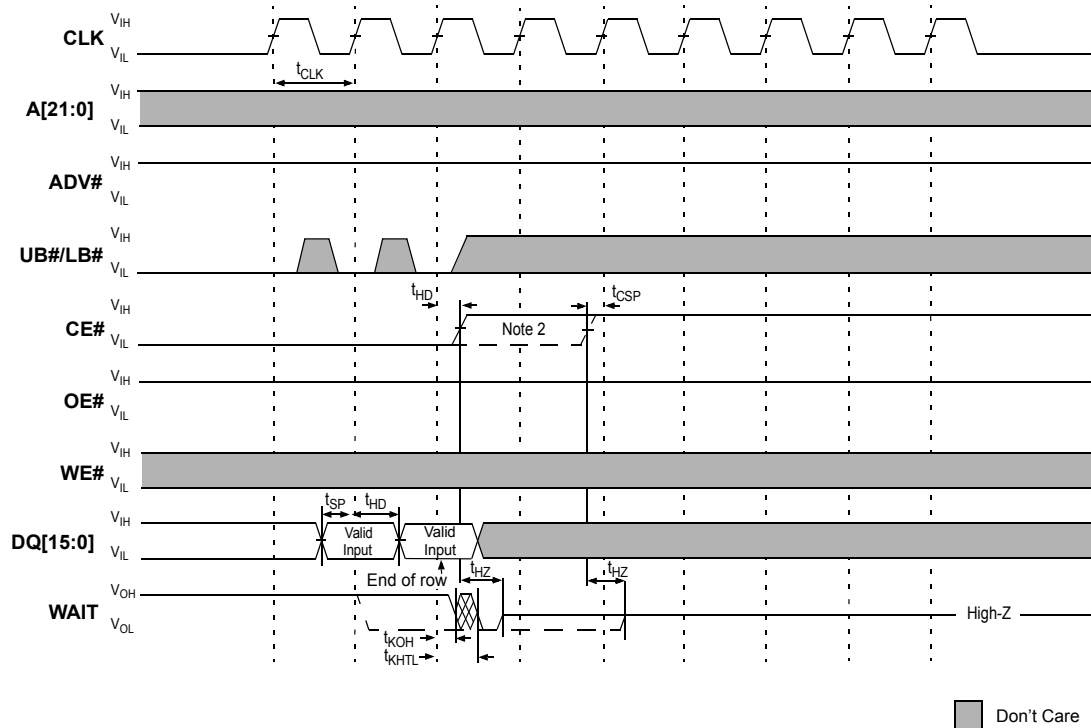 CLK
VIH
VIL
tCLK
A[21:0]
VIH
VIL
ADV#
VIH
VIL
UB#/LB#
VIH
VIL
tHD
tCSP
CE#
VIH
VIL
Note 2
OE#
VIH
VIL
WE#
VIH
VIL
tSP
tHD
DQ[15:0]
VIH
VIL
Valid
Input
Valid
Input
End of row
tHZ
tHZ
WAIT
VOH
VOL
High-Z
tKOH
tKHTL
Don't Care